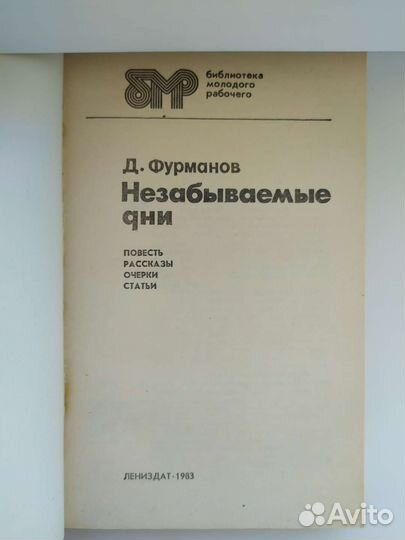 бмр
библиотека
молодого
рабочего
Д. Фурманов
Незабываемые
дни
ПОВЕСТЬ
РАССКАЗЫ
ОЧЕРКИ
СТАТЬИ
ЛЕНИЗДАТ·1983
Avito